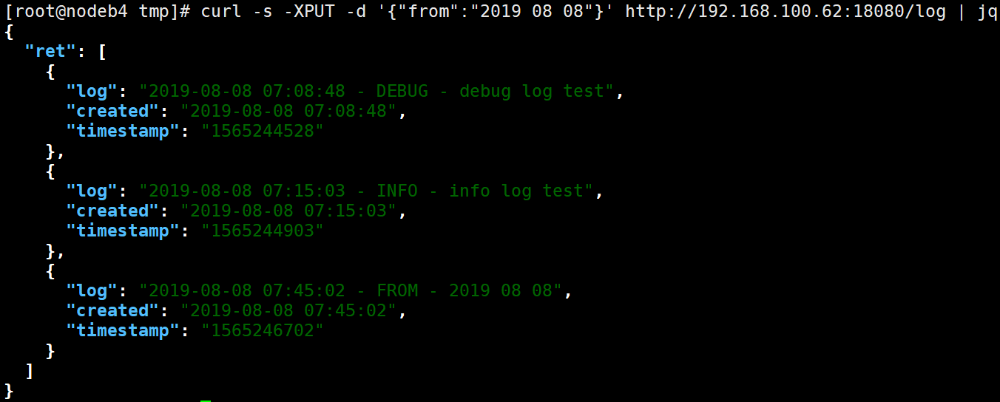 [root@nodeb4 tmp]# curl -s -XPUT -d '{"from":"2019 08 08"}' http://192.168.100.62:18080/log | jq
{
  "ret": [
    {
      "log": "2019-08-08 07:08:48 - DEBUG - debug log test",
      "created": "2019-08-08 07:08:48",
      "timestamp": "1565244528"
    },
    {
      "log": "2019-08-08 07:15:03 - INFO - info log test",
      "created": "2019-08-08 07:15:03",
      "timestamp": "1565244903"
    },
    {
      "log": "2019-08-08 07:45:02 - FROM - 2019 08 08",
      "created": "2019-08-08 07:45:02",
      "timestamp": "1565246702"
    }
  ]
}